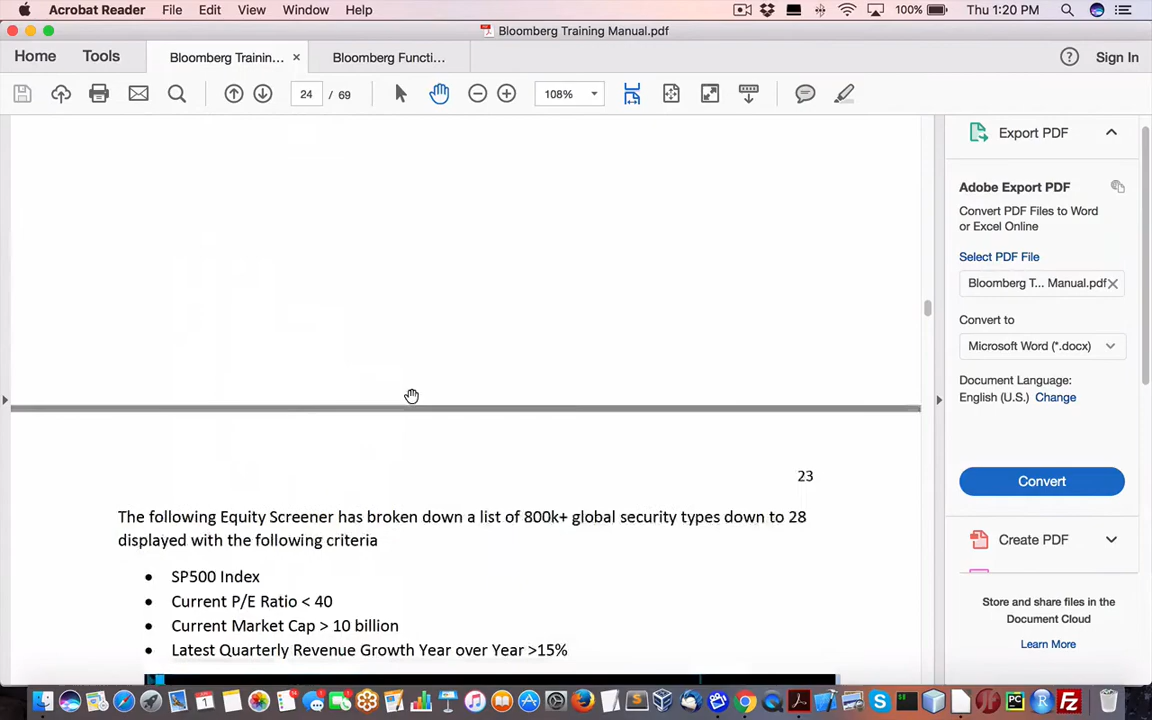 Acrobat Reader File Edit View Window Help 100% Thu 1:20 PM
Bloomberg Training Manual.pdf
Home Tools Bloomberg Trainin... × Bloomberg Functi... ? Sign In
24 / 69 108%
Export PDF
Adobe Export PDF
Convert PDF Files to Word
or Excel Online
Select PDF File
Bloomberg T... Manual.pdf ×
Convert to
Microsoft Word (*.docx)
Document Language:
English (U.S.) Change
Convert
Create PDF
Store and share files in the
Document Cloud
Learn More
23
The following Equity Screener has broken down a list of 800k+ global security types down to 28
displayed with the following criteria
• SP500 Index
• Current P/E Ratio < 40
• Current Market Cap > 10 billion
• Latest Quarterly Revenue Growth Year over Year >15%